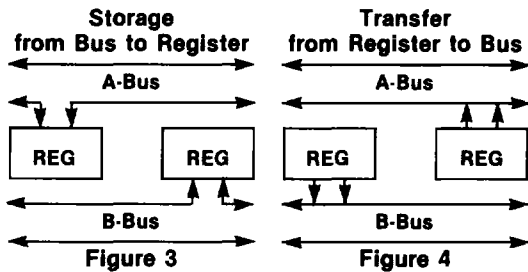 Storage
from Bus to Register
A-Bus
REG
REG
B-Bus
Figure 3
Transfer
from Register to Bus
A-Bus
REG
REG
B-Bus
Figure 4